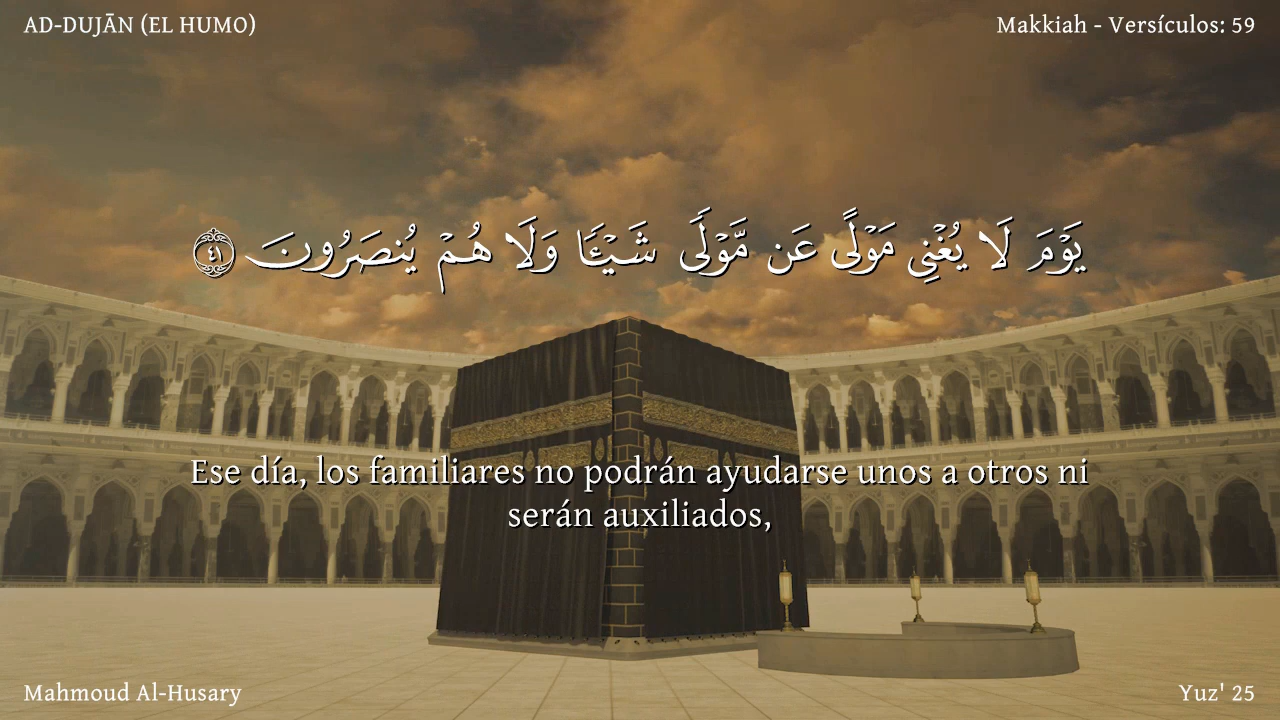 AD-DUJĀN (EL HUMO)
Makkiah - Versículos: 59
يَوْمَ لَا يُغْنِى مَوْلًى عَن مَّوْلًى شَيْـًٔا وَلَا هُمْ يُنصَرُونَ ٤١
Ese día, los familiares no podrán ayudarse unos a otros ni
serán auxiliados,
Mahmoud Al-Husary
Yuz' 25